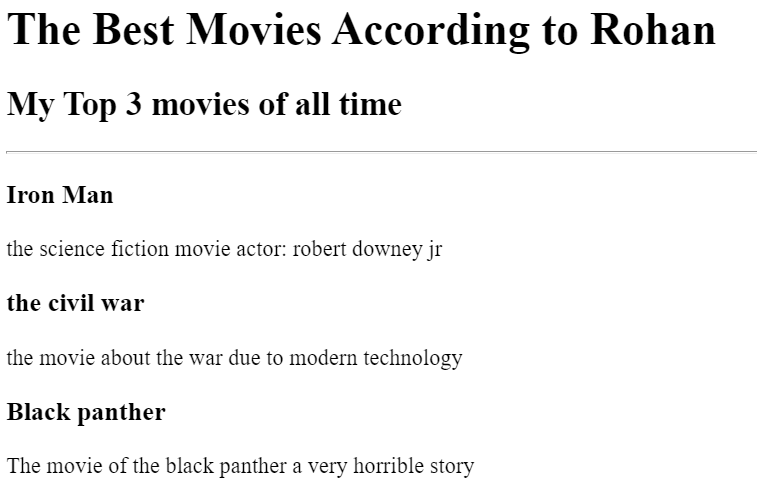 The Best Movies According to Rohan
My Top 3 movies of all time
Iron Man
the science fiction movie actor: robert downey jr
the civil war
the movie about the war due to modern technology
Black panther
The movie of the black panther a very horrible story